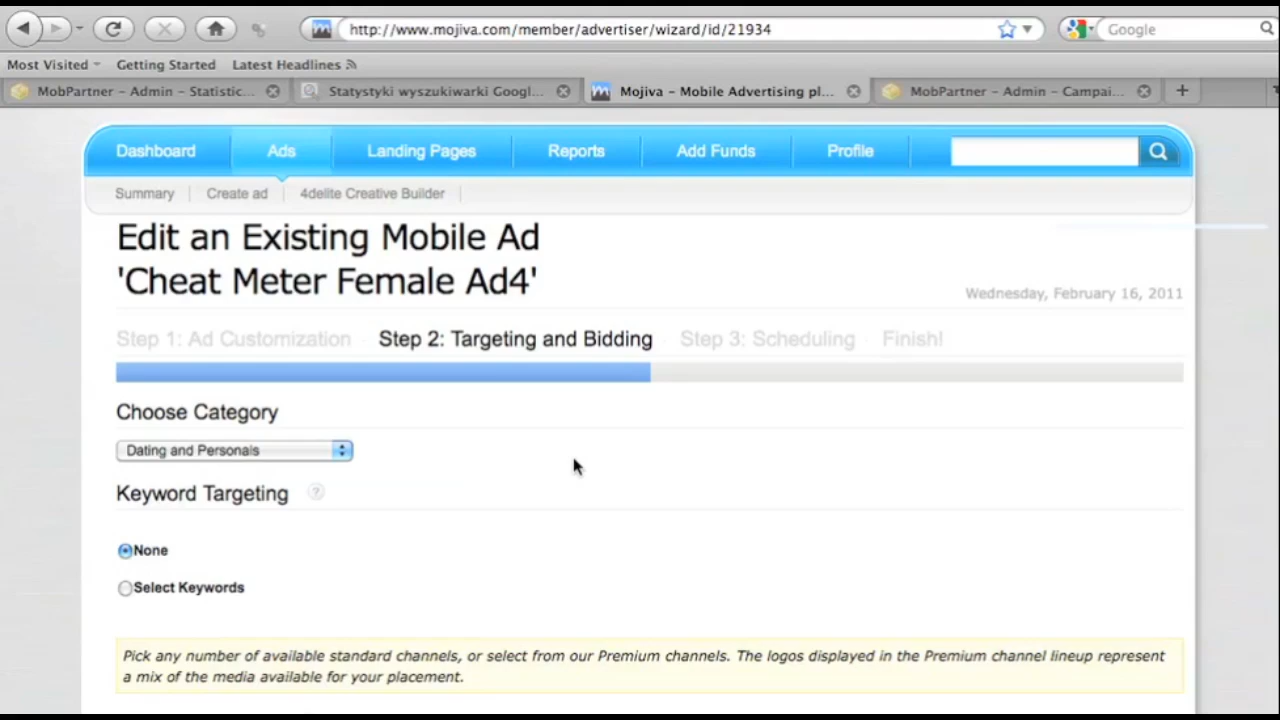 http://www.mojiva.com/member/advertiser/wizard/id/21934
Google
Most Visited
Getting Started
Latest Headlines
MobPartner - Admin - Statistic...
Statystyki wyszukiwarki Googl...
Mojiva - Mobile Advertising pl...
MobPartner - Admin - Campai...
Dashboard
Ads
Landing Pages
Reports
Add Funds
Profile
Summary
Create ad
4delite Creative Builder
Edit an Existing Mobile Ad
'Cheat Meter Female Ad4'
Wednesday, February 16, 2011
Step 1: Ad Customization
Step 2: Targeting and Bidding
Step 3: Scheduling
Finish!
Choose Category
Dating and Personals
Keyword Targeting ?
None
Select Keywords
Pick any number of available standard channels, or select from our Premium channels. The logos displayed in the Premium channel lineup represent
a mix of the media available for your placement.